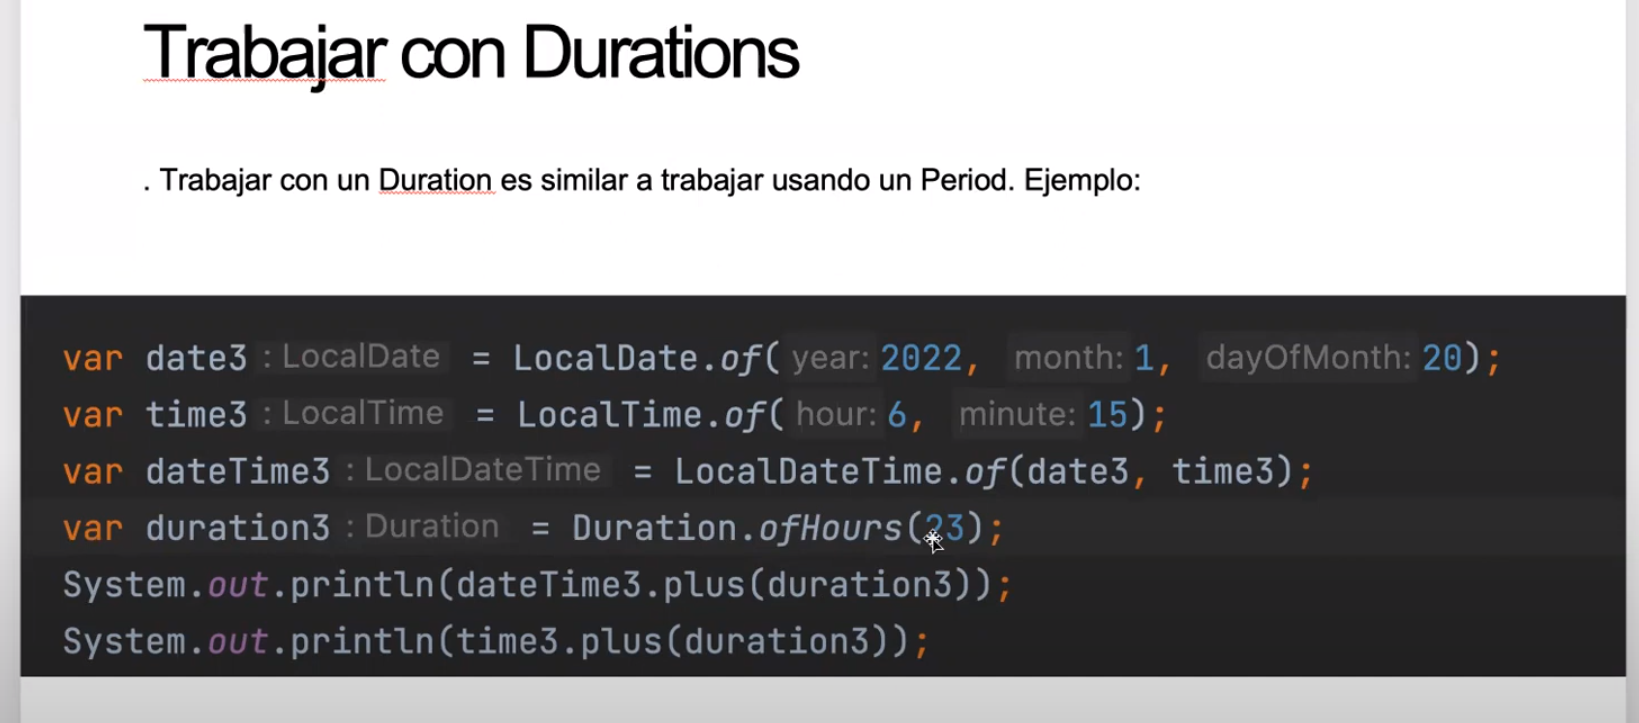 Trabajar con Durations
. Trabajar con un Duration es similar a trabajar usando un Period. Ejemplo:
var date3 : LocalDate = LocalDate.of( year: 2022, month: 1, dayOfMonth: 20);
var time3 : LocalTime = LocalTime.of( hour: 6, minute: 15);
var dateTime3 : LocalDateTime = LocalDateTime.of(date3, time3);
var duration3 : Duration = Duration.ofHours(23);
System.out.println(dateTime3.plus(duration3));
System.out.println(time3.plus(duration3));